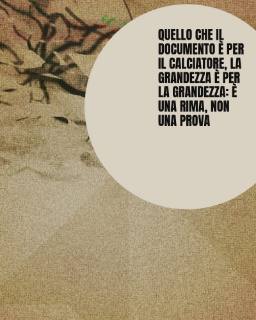 QUELLO CHE IL
DOCUMENTO È PER
IL CALCIATORE, LA
GRANDEZZA È PER
LA GRANDEZZA: È
UNA RIMA, NON
UNA PROVA